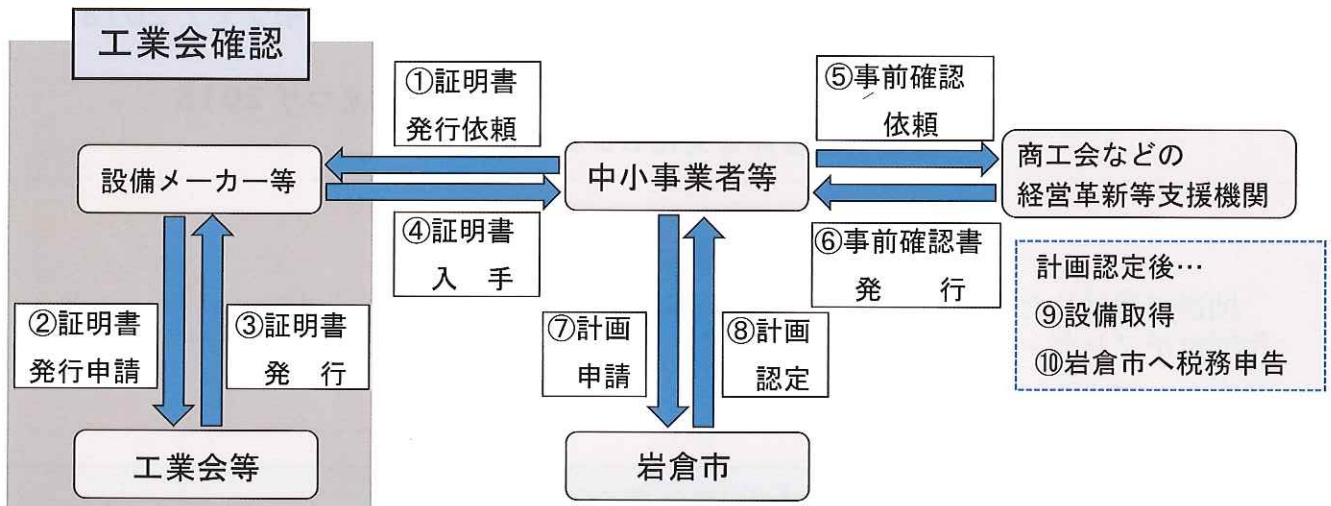 工業会確認
①証明書
発行依頼
⑤事前確認
依頼
設備メーカー等
中小事業者等
商工会などの
経営革新等支援機関
④証明書
入　手
⑥事前確認書
発　行
②証明書
発行申請
③証明書
発　行
⑦計画
申請
⑧計画
認定
計画認定後…
⑨設備取得
⑩岩倉市へ税務申告
工業会等
岩倉市